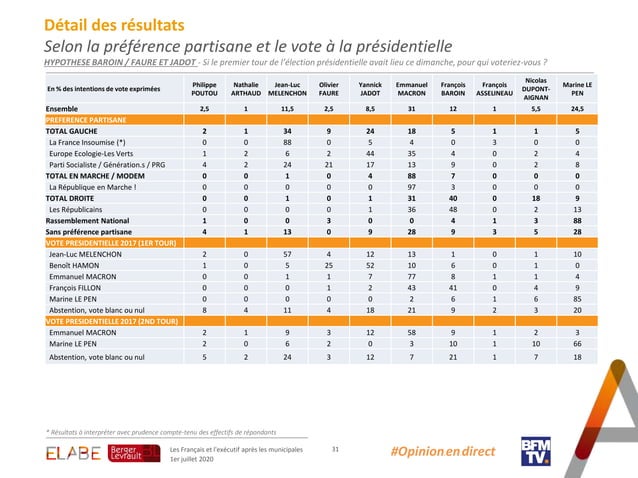 Détail des résultats
Selon la préférence partisane et le vote à la présidentielle
HYPOTHESE BAROIN / FAURE ET JADOT - Si le premier tour de l'élection présidentielle avait lieu ce dimanche, pour qui voteriez-vous ?
En % des intentions de vote exprimées Philippe POUTOU Nathalie ARTHAUD Jean-Luc MELENCHON Olivier FAURE Yannick JADOT Emmanuel MACRON François BAROIN François ASSELINEAU Nicolas DUPONT-AIGNAN Marine LE PEN
Ensemble 2,5 1 11,5 2,5 8,5 31 12 1 5,5 24,5
PREFERENCE PARTISANE
TOTAL GAUCHE 2 1 34 9 24 18 5 1 1 5
La France Insoumise (*) 0 0 88 0 5 4 0 3 0 0
Europe Ecologie-Les Verts 1 2 6 2 44 35 4 0 2 4
Parti Socialiste / Génération.s / PRG 4 2 24 21 17 13 9 0 2 8
TOTAL EN MARCHE / MODEM 0 0 1 0 4 88 7 0 0 0
La République en Marche ! 0 0 0 0 0 97 3 0 0 0
TOTAL DROITE 0 0 1 0 1 31 40 0 18 9
Les Républicains 0 0 0 0 1 36 48 0 2 13
Rassemblement National 1 0 0 3 0 0 4 1 3 88
Sans préférence partisane 4 1 13 0 9 28 9 3 5 28
VOTE PRESIDENTIELLE 2017 (1ER TOUR)
Jean-Luc MELENCHON 2 0 57 4 12 13 1 0 1 10
Benoît HAMON 1 0 5 25 52 10 6 0 1 0
Emmanuel MACRON 0 0 1 1 7 77 8 1 1 4
François FILLON 0 0 0 1 2 43 41 0 4 9
Marine LE PEN 0 0 0 0 0 2 6 1 6 85
Abstention, vote blanc ou nul 8 4 11 4 18 21 9 2 3 20
VOTE PRESIDENTIELLE 2017 (2ND TOUR)
Emmanuel MACRON 2 1 9 3 12 58 9 1 2 3
Marine LE PEN 2 0 6 2 0 3 10 1 10 66
Abstention, vote blanc ou nul 5 2 24 3 12 7 21 1 7 18
* Résultats à interpréter avec prudence compte-tenu des effectifs de répondants
ELABE
Berger Levrault
Les Français et l'exécutif après les municipales
1er juillet 2020
31
#Opinion en direct
BFM TV.